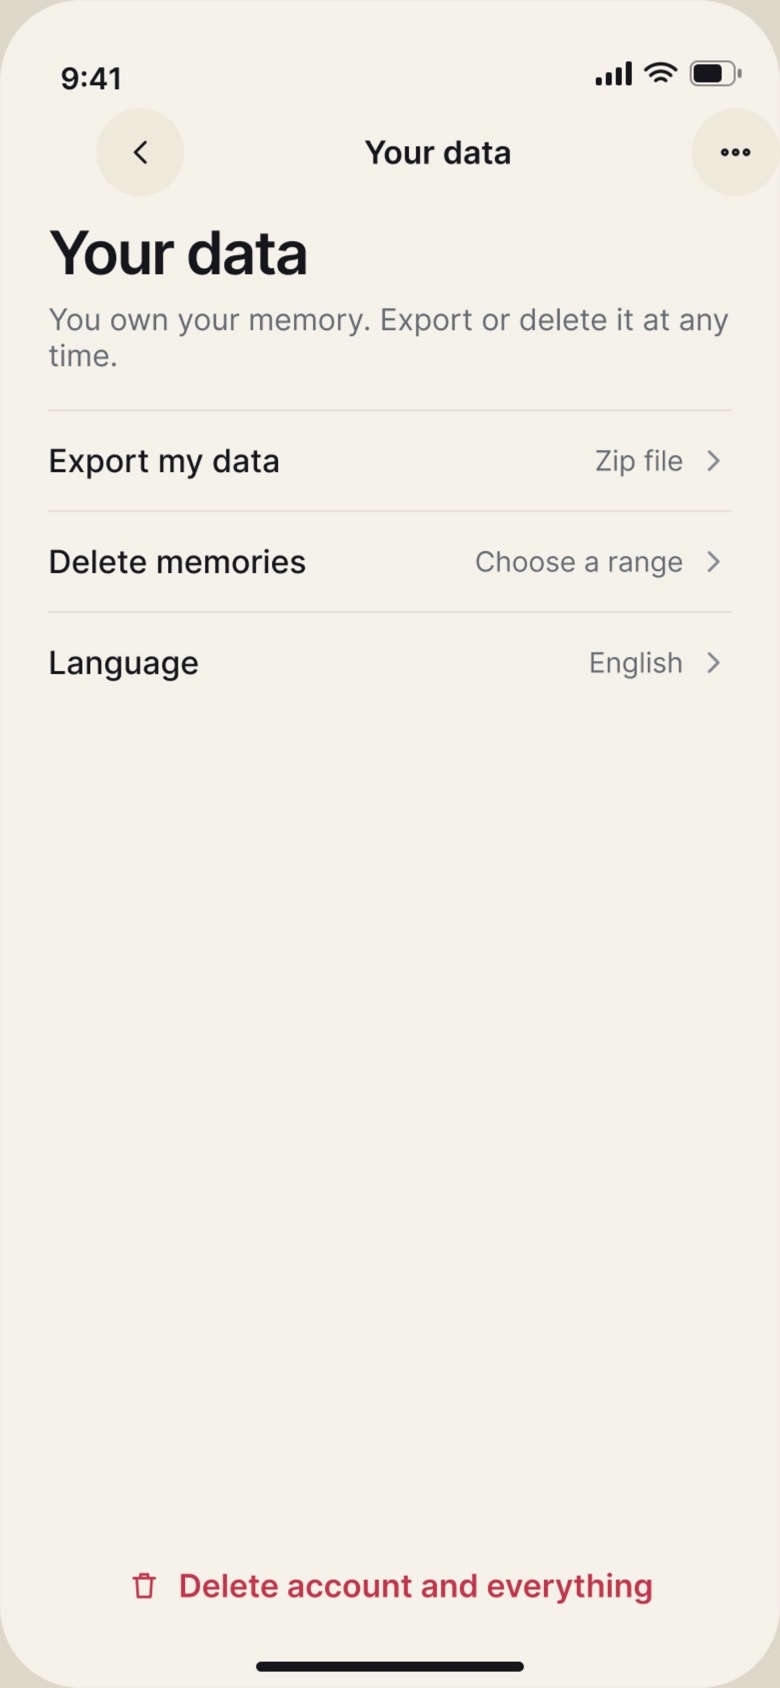 9:41
Your data
Your data
You own your memory. Export or delete it at any
time.
Export my data Zip file
Delete memories Choose a range
Language English
Delete account and everything